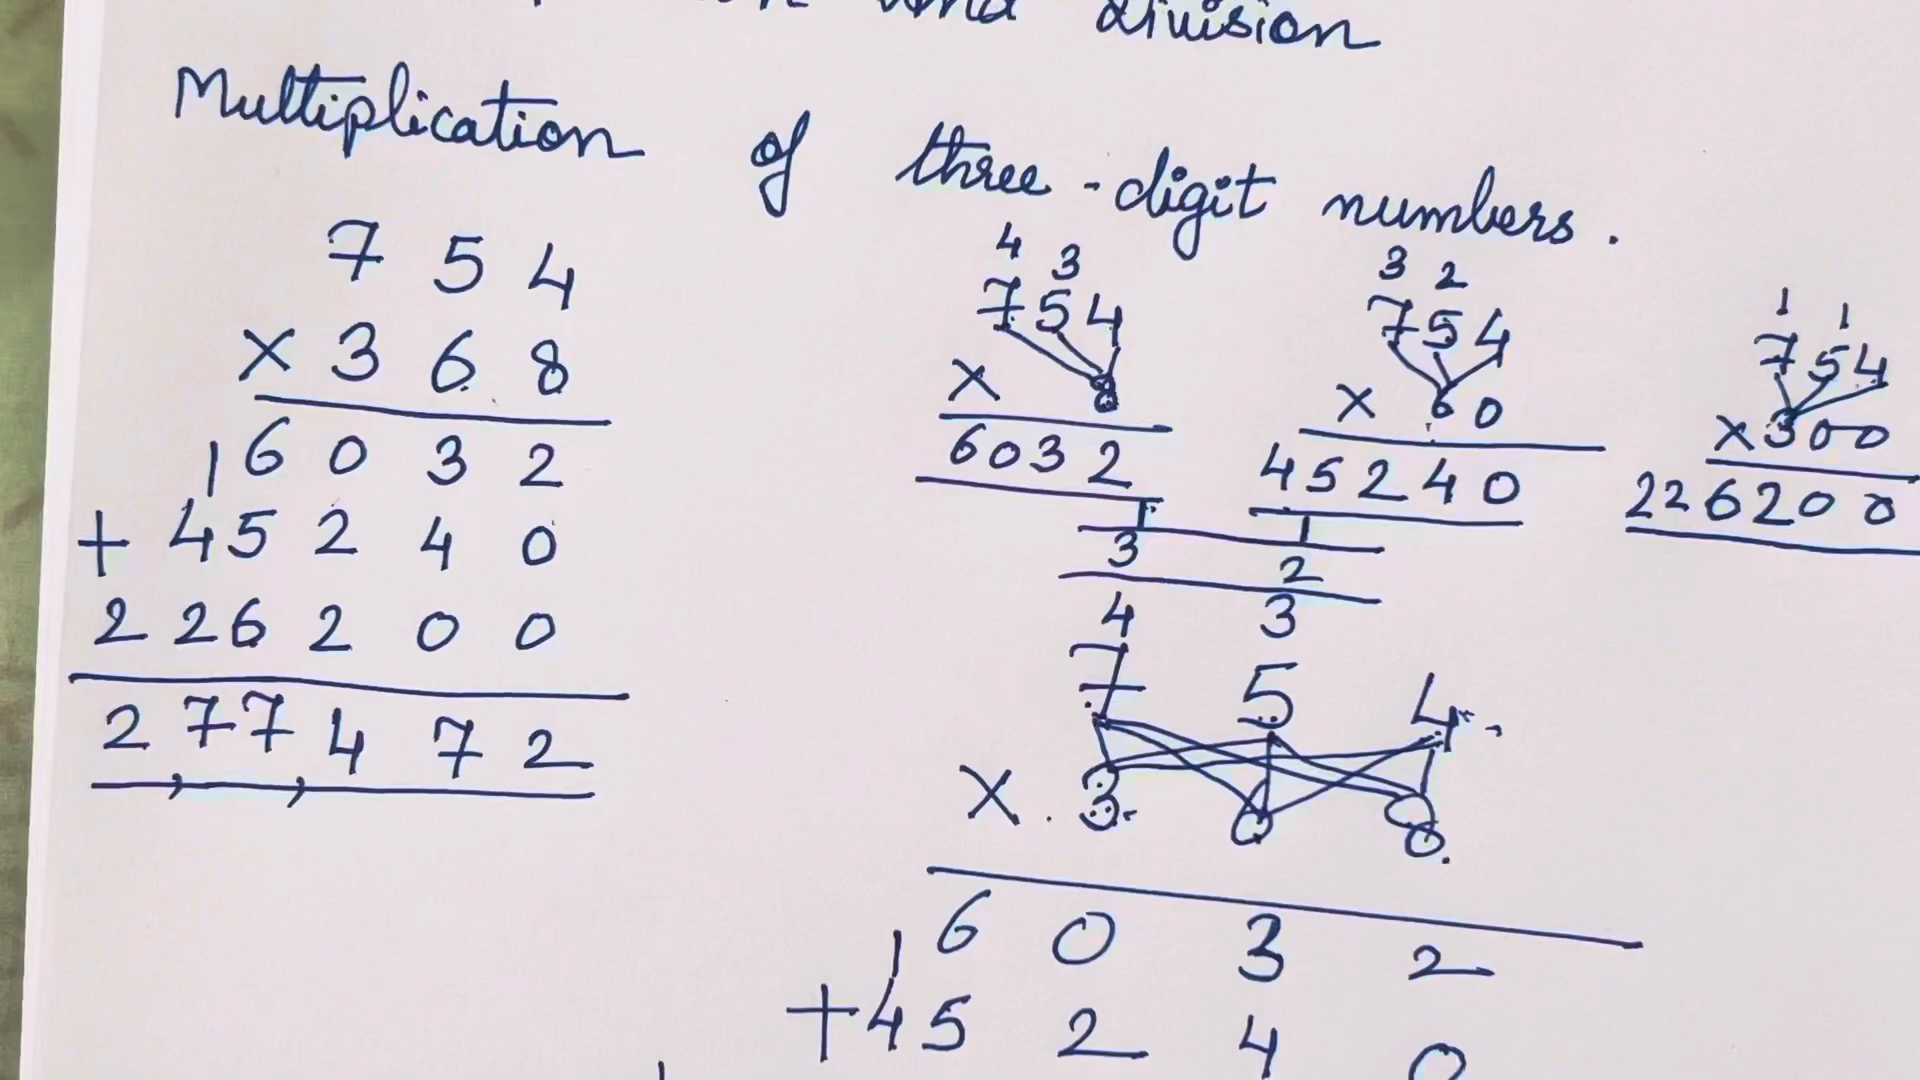 and division
Multiplication of three-digit numbers.
7 5 4
× 3 6 8
1 6 0 3 2
+ 4 5 2 4 0
2 2 6 2 0 0
2 7 7 4 7 2
4 3
7 5 4
× 8
6 0 3 2
3 2
7 5 4
× 6 0
4 5 2 4 0
1 1
7 5 4
× 3 0 0
2 2 6 2 0 0
1 1
3 2
4 3
7 5 4
× 3 6 8
1 6 0 3 2
+ 4 5 2 4 0